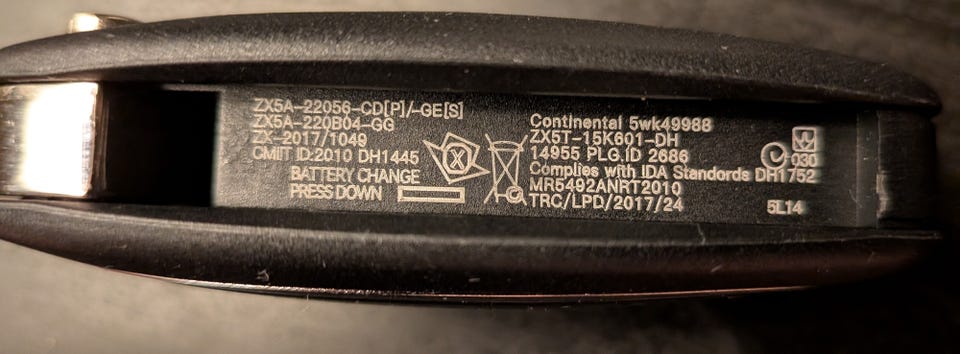 ZX5A-22056-CD[P]/-GE[S]
ZX5A-220B04-GG
ZX-2017/1049
CMIT ID:2010 DH1445
BATTERY CHANGE
PRESS DOWN
X
Continental 5wk49988
ZX5T-15K601-DH
14955 PLG.ID 2686
Complies with IDA Standards DH1752
MR5492ANRT2010
TRC/LPD/2017/24
030
5L14